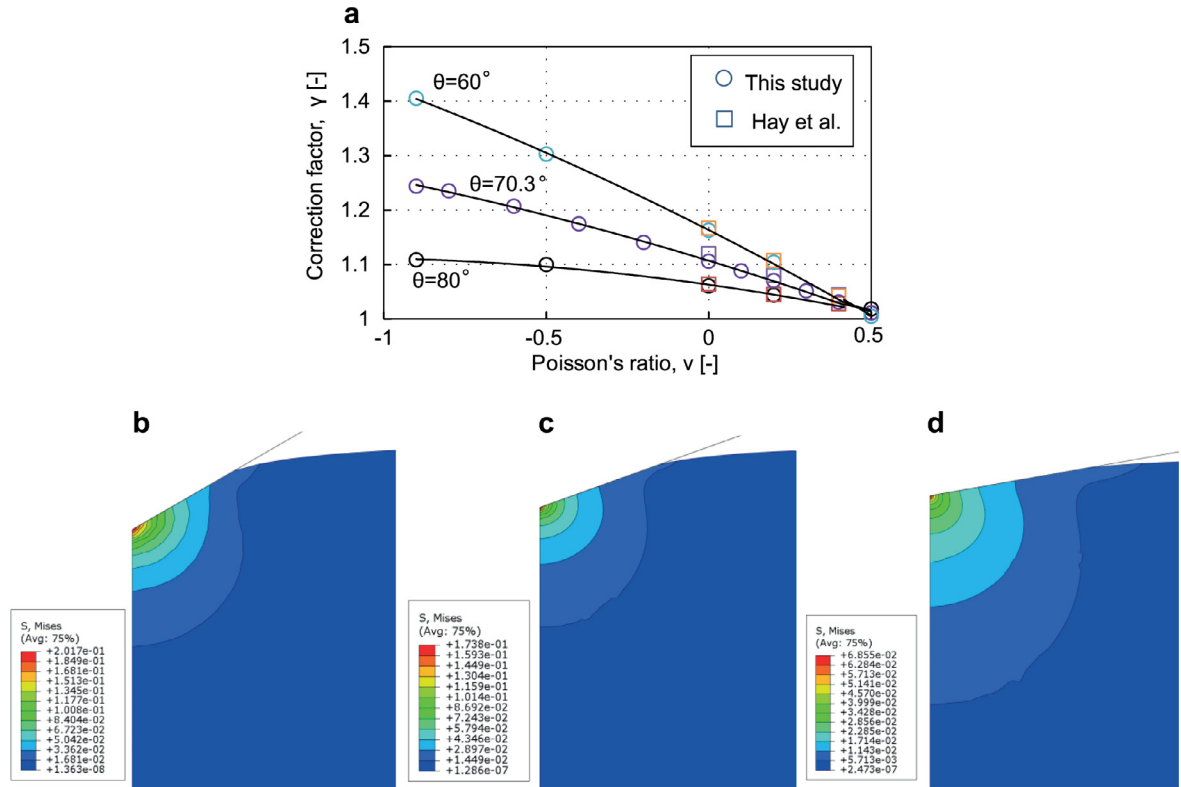 a
1.5
1.4
1.3
1.2
1.1
1
Correction factor, γ [-]
θ=60°
θ=70.3°
θ=80°
This study
Hay et al.
-1
-0.5
0
0.5
Poisson's ratio, ν [-]
b
S, Mises
(Avg: 75%)
+2.017e-01
+1.849e-01
+1.681e-01
+1.513e-01
+1.345e-01
+1.177e-01
+1.008e-01
+8.404e-02
+6.723e-02
+5.042e-02
+3.362e-02
+1.681e-02
+1.363e-08
c
S, Mises
(Avg: 75%)
+1.738e-01
+1.593e-01
+1.449e-01
+1.304e-01
+1.159e-01
+1.014e-01
+8.692e-02
+7.243e-02
+5.794e-02
+4.346e-02
+2.897e-02
+1.449e-02
+1.286e-07
d
S, Mises
(Avg: 75%)
+6.855e-02
+6.284e-02
+5.713e-02
+5.141e-02
+4.570e-02
+3.999e-02
+3.428e-02
+2.856e-02
+2.285e-02
+1.714e-02
+1.143e-02
+5.713e-03
+2.473e-07